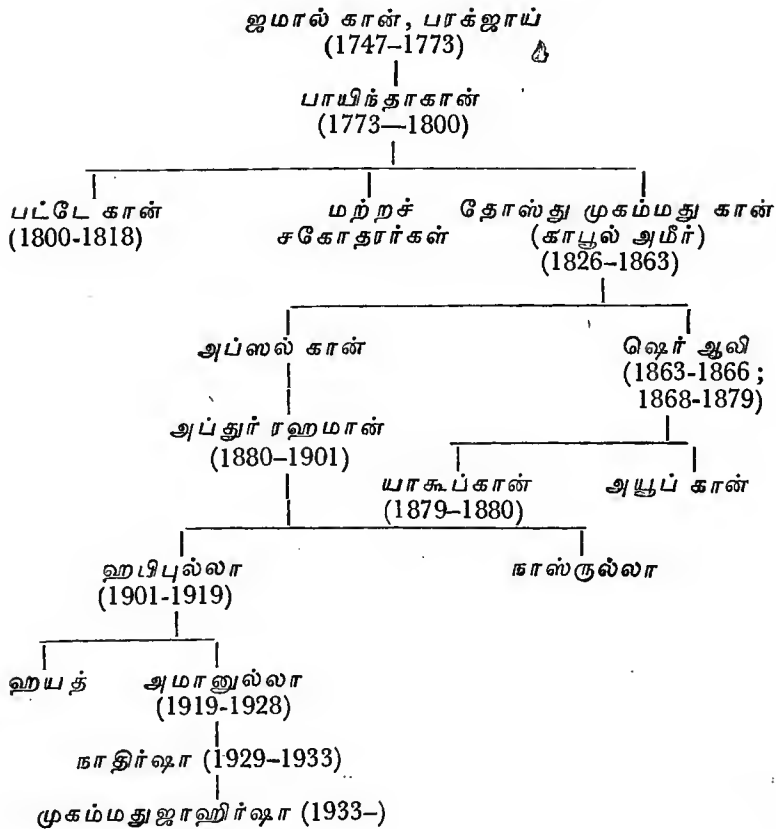 ஜமால் கான், பரக்ஜாய்
(1747–1773)
பாயிந்தாகான்
(1773—1800)
பட்டே கான்
(1800-1818)
மற்றச்
சகோதரர்கள்
தோஸ்து முகம்மது கான்
(காபூல் அமீர்)
(1826–1863)
அப்ஸல் கான்
ஷெர் ஆலி
(1863-1866 ;
1868-1879)
அப்துர் ரஹமான்
(1880–1901)
யாகூப்கான்
(1879–1880)
அயூப் கான்
ஹபிபுல்லா
(1901-1919)
நாஸ்ருல்லா
ஹயத்
அமானுல்லா
(1919-1928)
நாதிர்ஷா (1929–1933)
முகம்மதுஜாஹிர்ஷா (1933–)